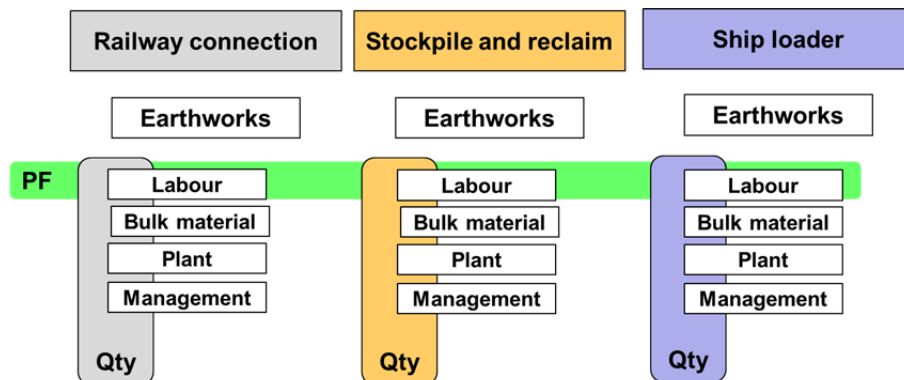 Railway connection
Stockpile and reclaim
Ship loader
Earthworks
Earthworks
Earthworks
PF
Labour
Bulk material
Plant
Management
Qty
Labour
Bulk material
Plant
Management
Qty
Labour
Bulk material
Plant
Management
Qty